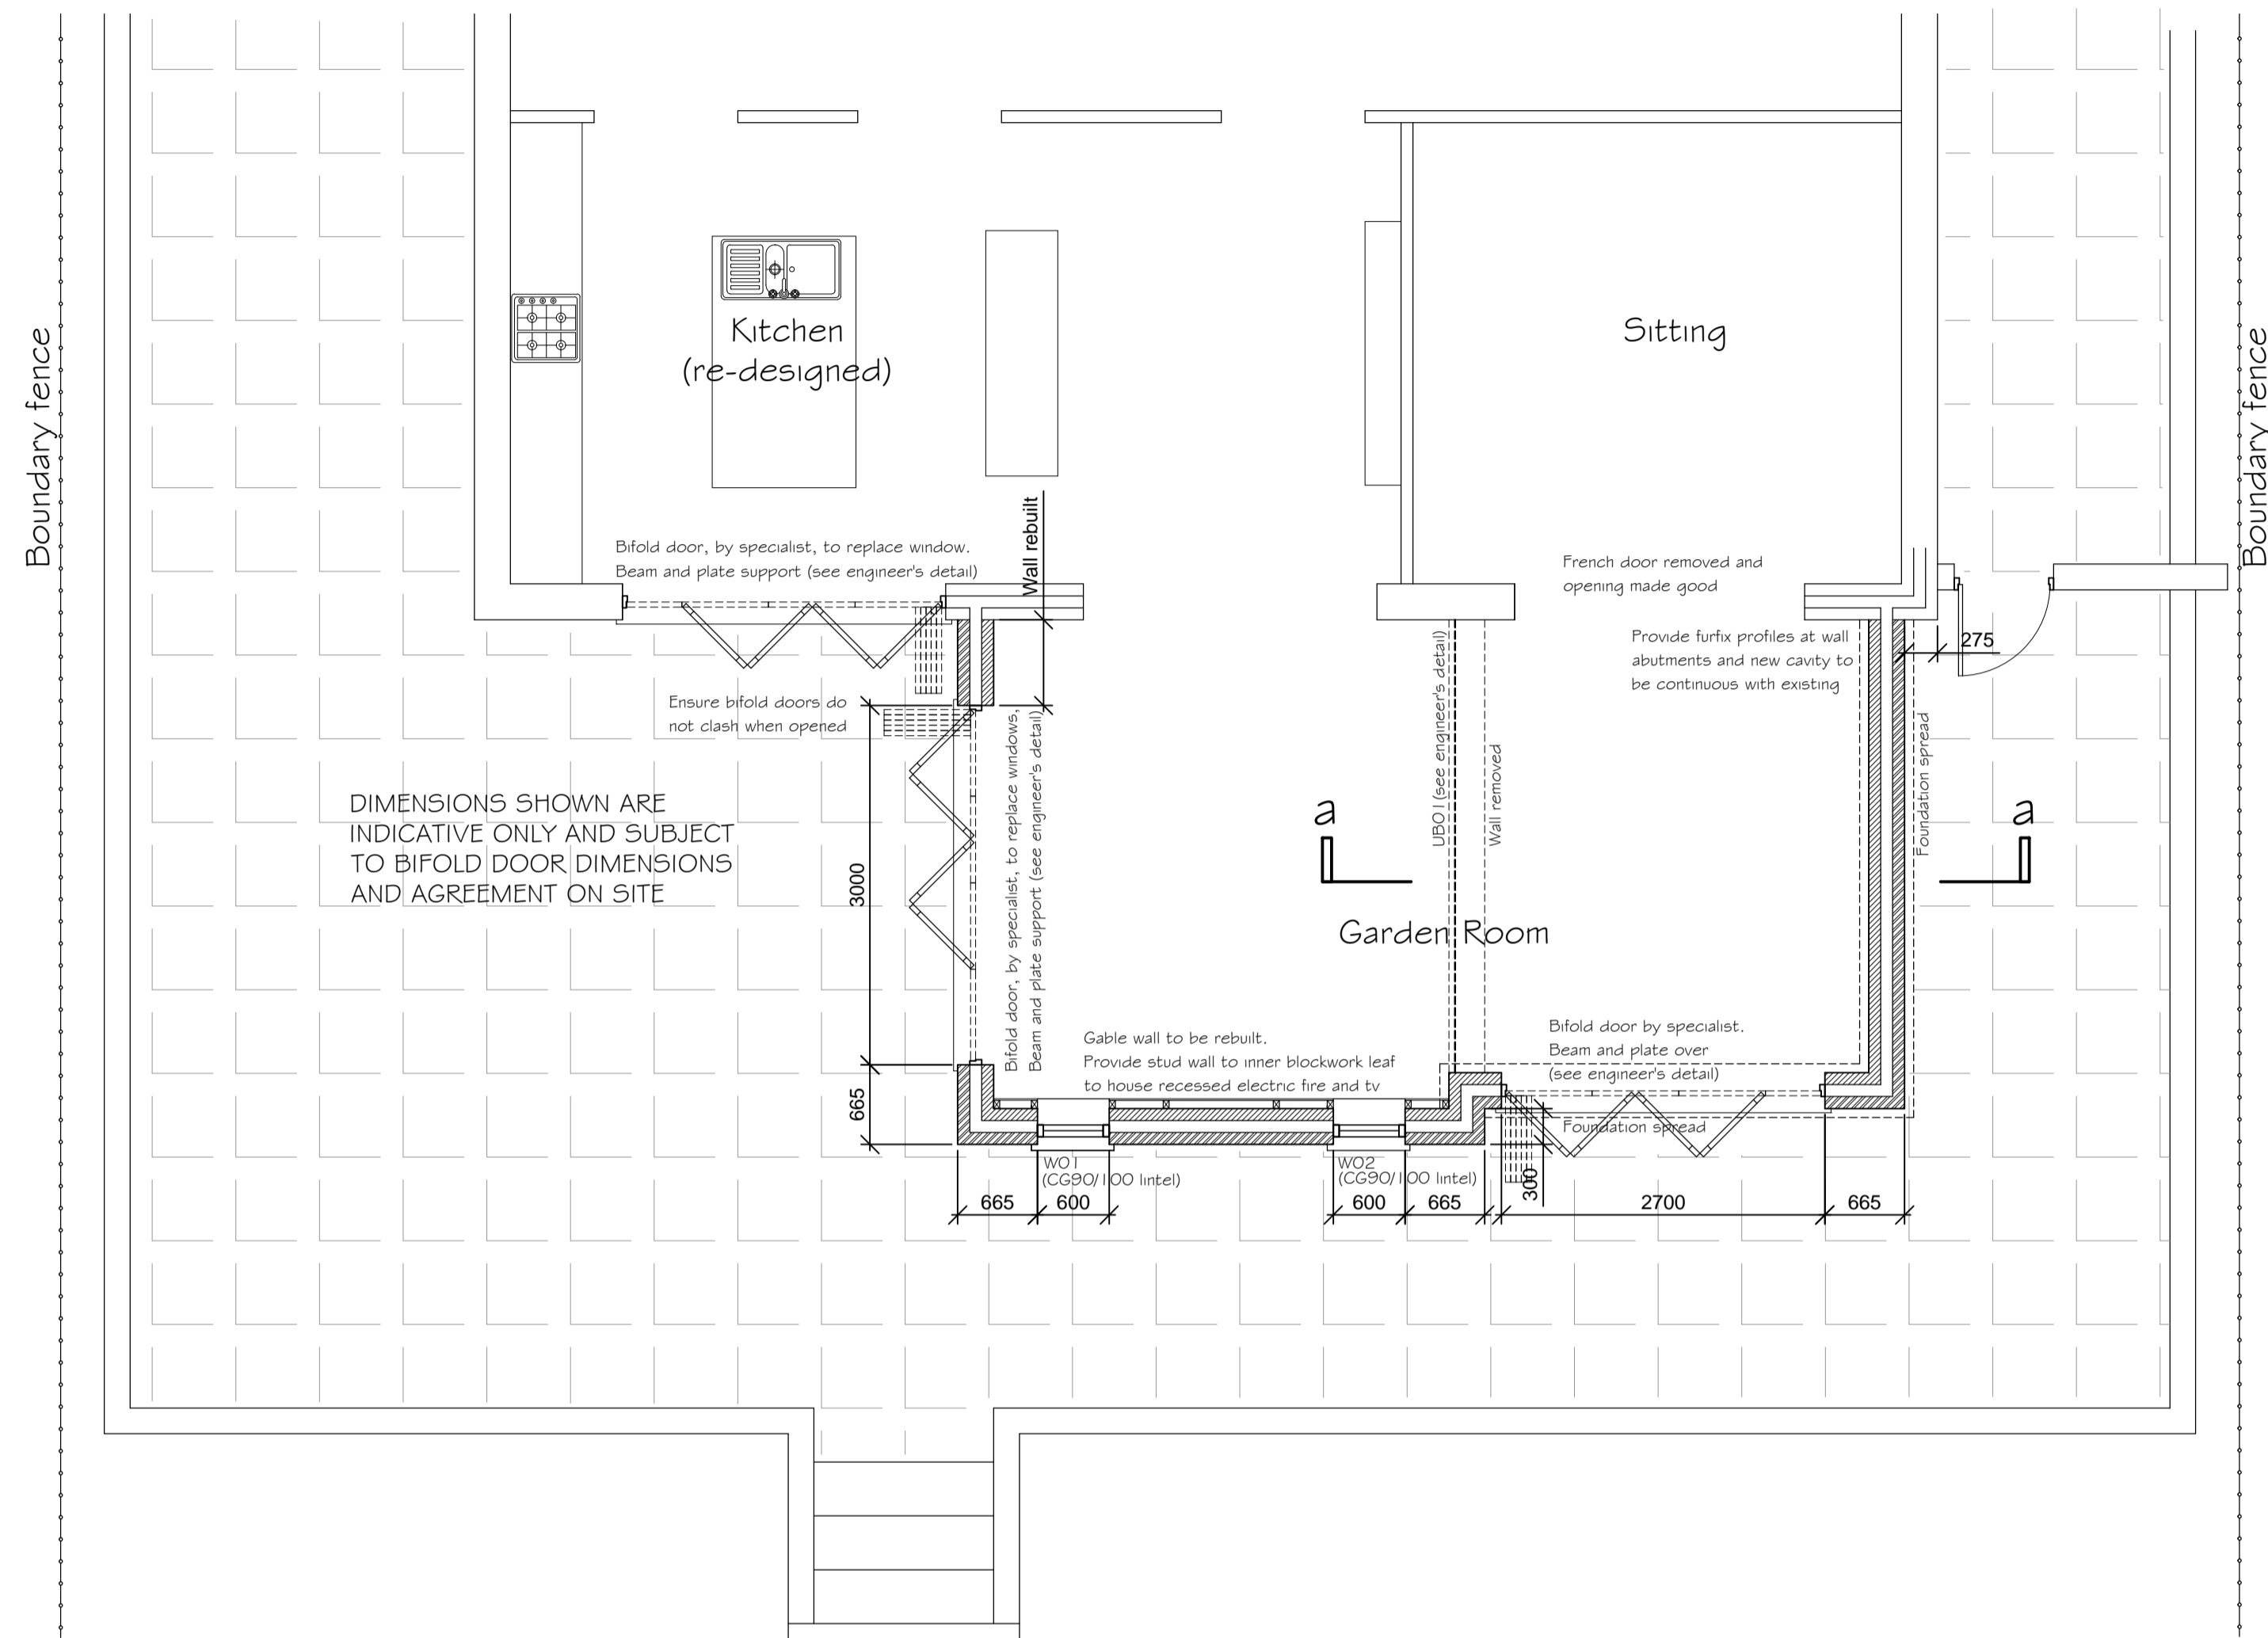 Boundary fence
Boundary fence
Kitchen
(re-designed)
Sitting
Wall rebuilt
Bifold door, by specialist, to replace window.
Beam and plate support (see engineer's detail)
French door removed and
opening made good
Provide furfix profiles at wall
abutments and new cavity to
be continuous with existing
275
Ensure bifold doors do
not clash when opened
UB01 (see engineer's detail)
Wall removed
Foundation spread
Bifold door, by specialist, to replace windows,
Beam and plate support (see engineer's detail)
DIMENSIONS SHOWN ARE
INDICATIVE ONLY AND SUBJECT
TO BIFOLD DOOR DIMENSIONS
AND AGREEMENT ON SITE
3000
a
a
Garden Room
Gable wall to be rebuilt.
Provide stud wall to inner blockwork leaf
to house recessed electric fire and tv
Bifold door by specialist.
Beam and plate over
(see engineer's detail)
665
Foundation spread
W01
(CG90/100 lintel)
W02
(CG90/100 lintel)
300
665
600
600
665
2700
665